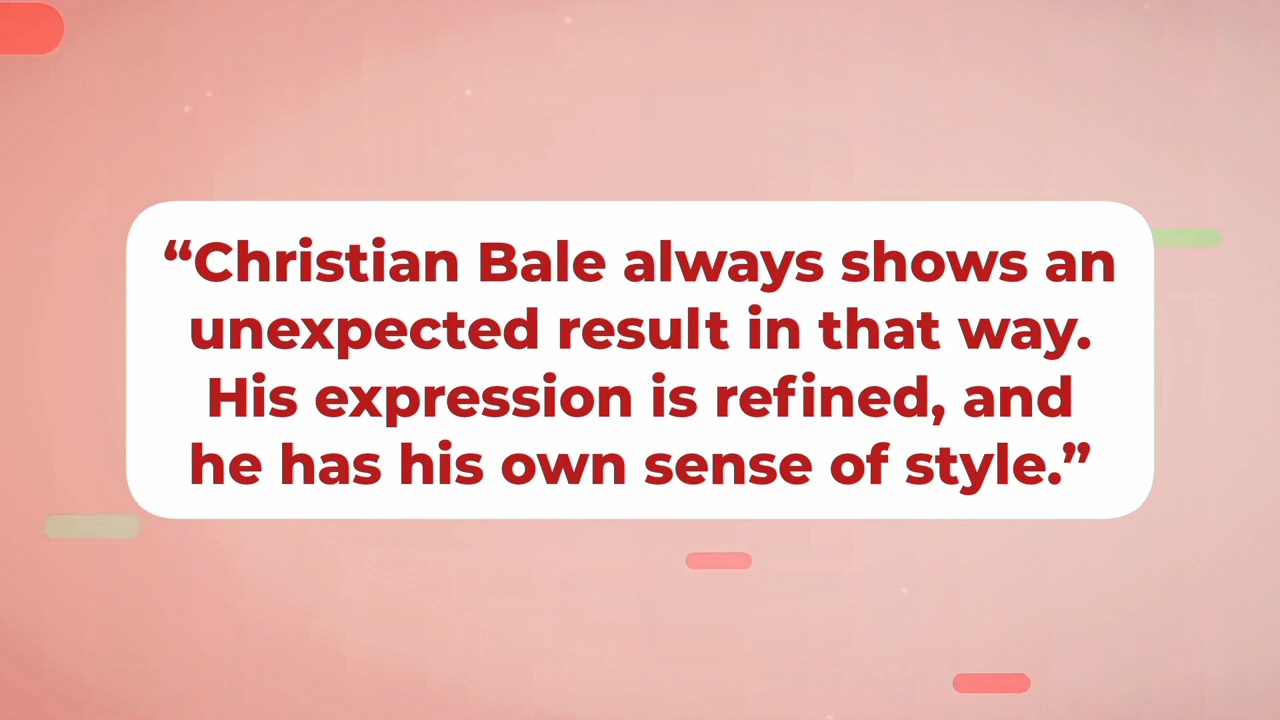 “Christian Bale always shows an
unexpected result in that way.
His expression is refined, and
he has his own sense of style.”